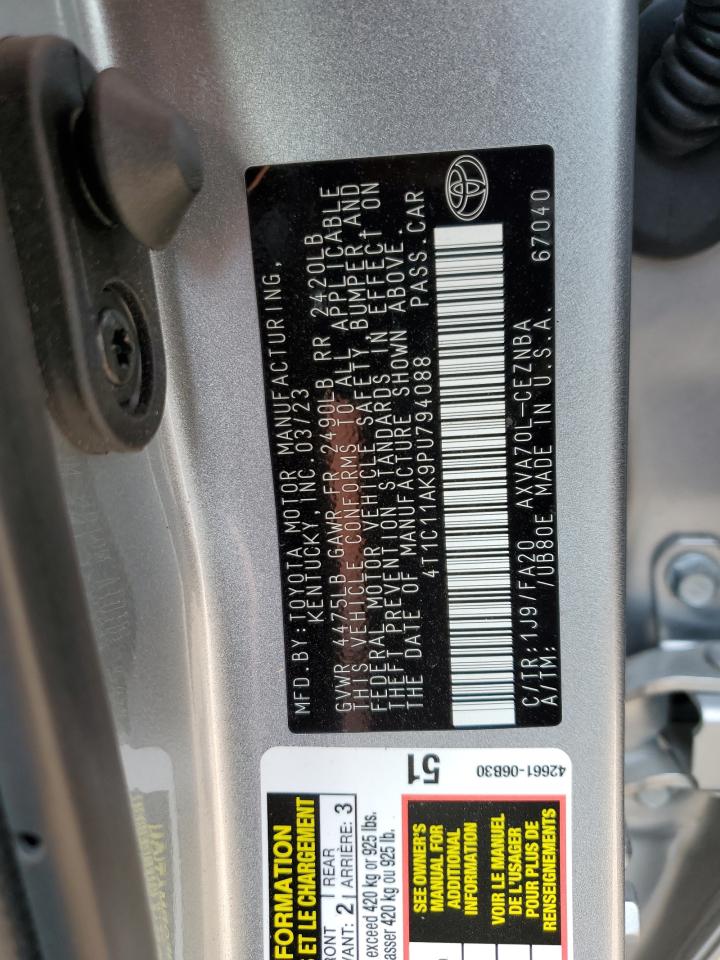 MFD.BY:TOYOTA MOTOR MANUFACTURING,
KENTUCKY, INC 03/23
GVWR 4475LB GAWR FR 2490LB RR 2420LB
THIS VEHICLE CONFORMS TO ALL APPLICABLE
FEDERAL MOTOR VEHICLE SAFETY, BUMPER, AND
THEFT PREVENTION STANDARDS IN EFFECT ON
THE DATE OF MANUFACTURE SHOWN ABOVE.
4T1C11AK9PU794088 PASS.CAR
C/TR:1J9/FA20 AXVA70L-CEZNBA
A/TM: /UB80E MADE IN U.S.A. 67040
FORMATION
S ET LE CHARGEMENT
RONT 2 REAR 3
VANT: ARRIÈRE:
exceed 420 kg or 925 lbs.
asser 420 kg ou 925 lb.
51
SEE OWNER'S
MANUAL FOR
ADDITIONAL
INFORMATION
VOIR LE MANUEL
DE L'USAGER
POUR PLUS DE
RENSEIGNEMENTS
42661-06B30